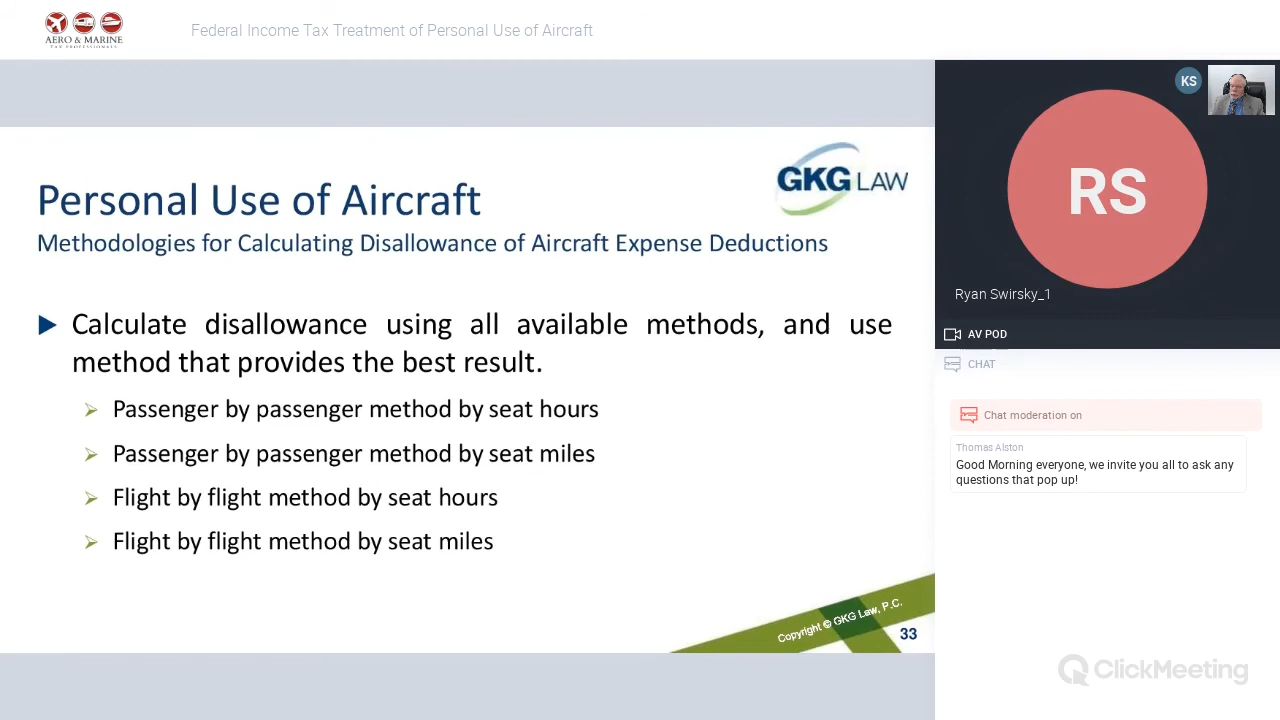 AERO & MARINE
TAX PROFESSIONALS
Federal Income Tax Treatment of Personal Use of Aircraft
GKG LAW
Personal Use of Aircraft
Methodologies for Calculating Disallowance of Aircraft Expense Deductions
Calculate disallowance using all available methods, and use
method that provides the best result.
Passenger by passenger method by seat hours
Passenger by passenger method by seat miles
Flight by flight method by seat hours
Flight by flight method by seat miles
Copyright © GKG Law, P.C.
33
KS
RS
Ryan Swirsky_1
AV POD
CHAT
Chat moderation on
Thomas Alston
Good Morning everyone, we invite you all to ask any
questions that pop up!
ClickMeeting